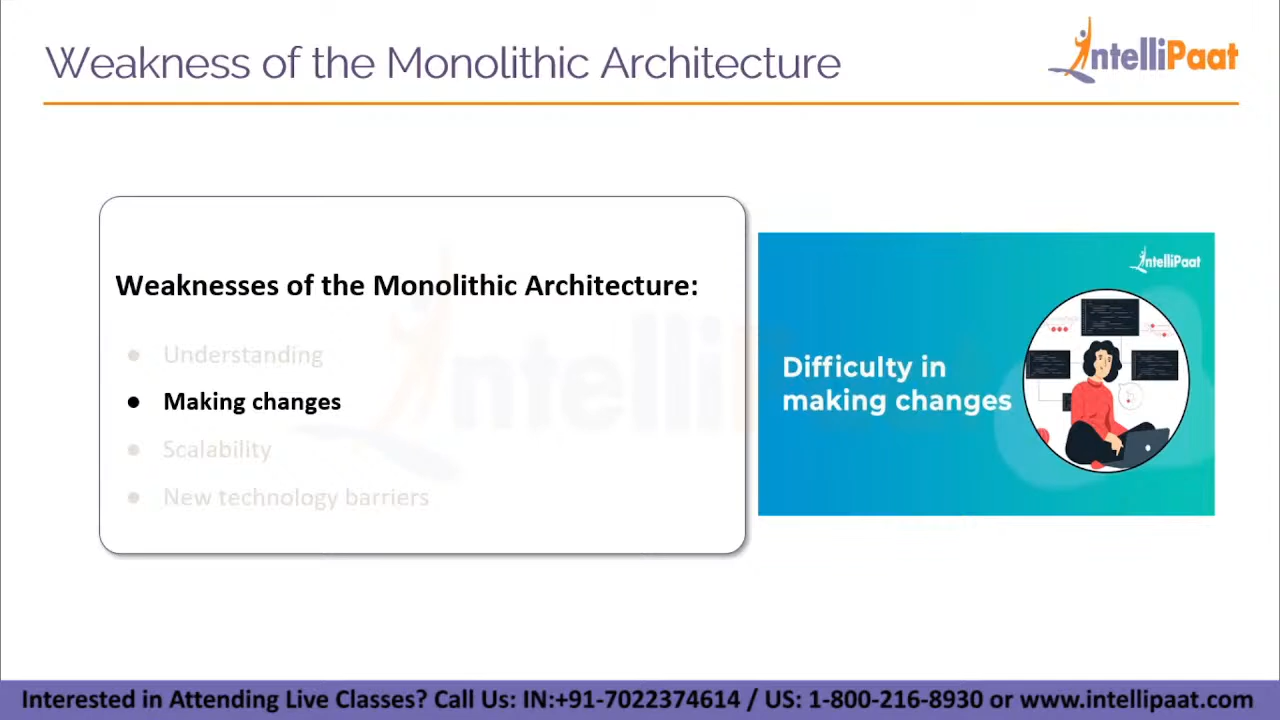 Weakness of the Monolithic Architecture
IntelliPaat
Weaknesses of the Monolithic Architecture:
● Understanding
● Making changes
● Scalability
● New technology barriers
IntelliPaat
IntelliPaat
Difficulty in
making changes
Interested in Attending Live Classes? Call Us: IN:+91-7022374614 / US: 1-800-216-8930 or www.intellipaat.com